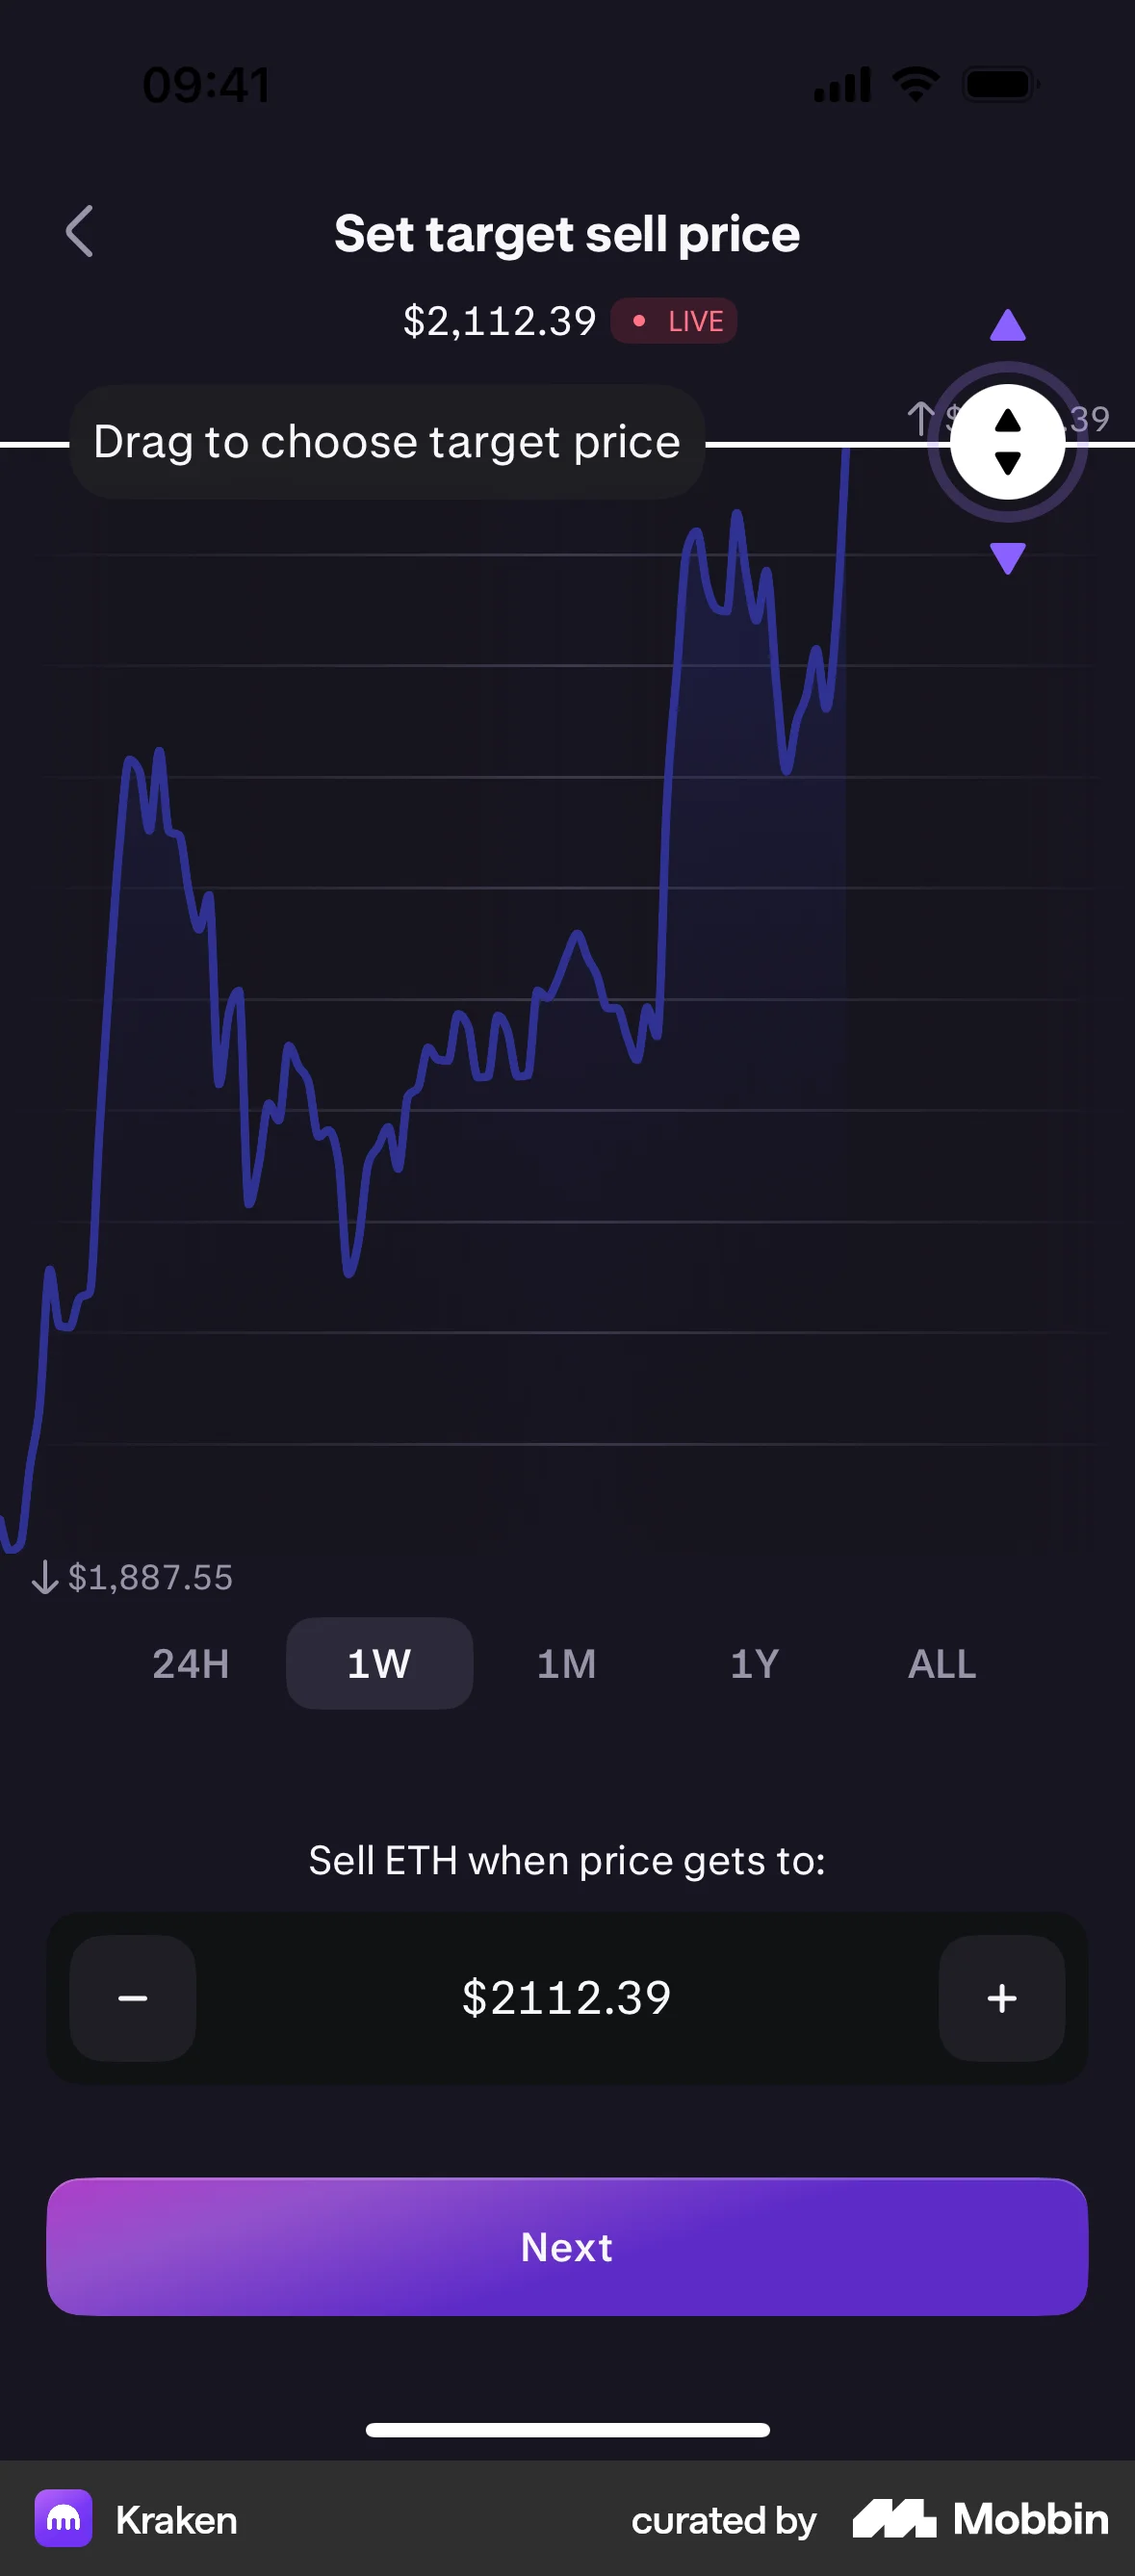 09:41
Set target sell price
$2,112.39 LIVE
↑ $ .39
Drag to choose target price
↓ $1,887.55
24H 1W 1M 1Y ALL
Sell ETH when price gets to:
− $2112.39 +
Next
Kraken curated by Mobbin